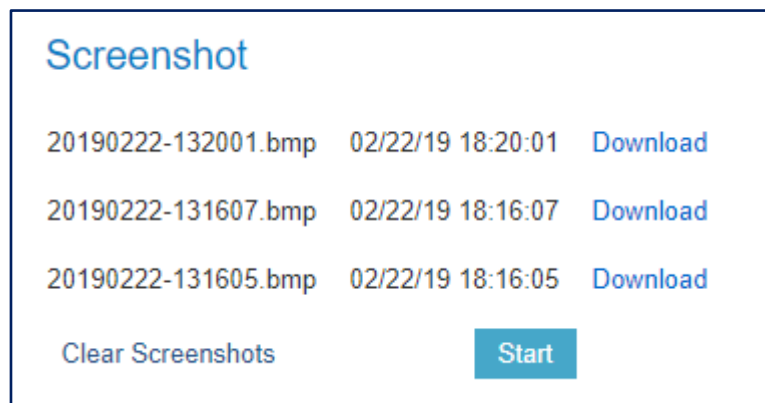 Screenshot
20190222-132001.bmp 02/22/19 18:20:01 Download
20190222-131607.bmp 02/22/19 18:16:07 Download
20190222-131605.bmp 02/22/19 18:16:05 Download
Clear Screenshots Start